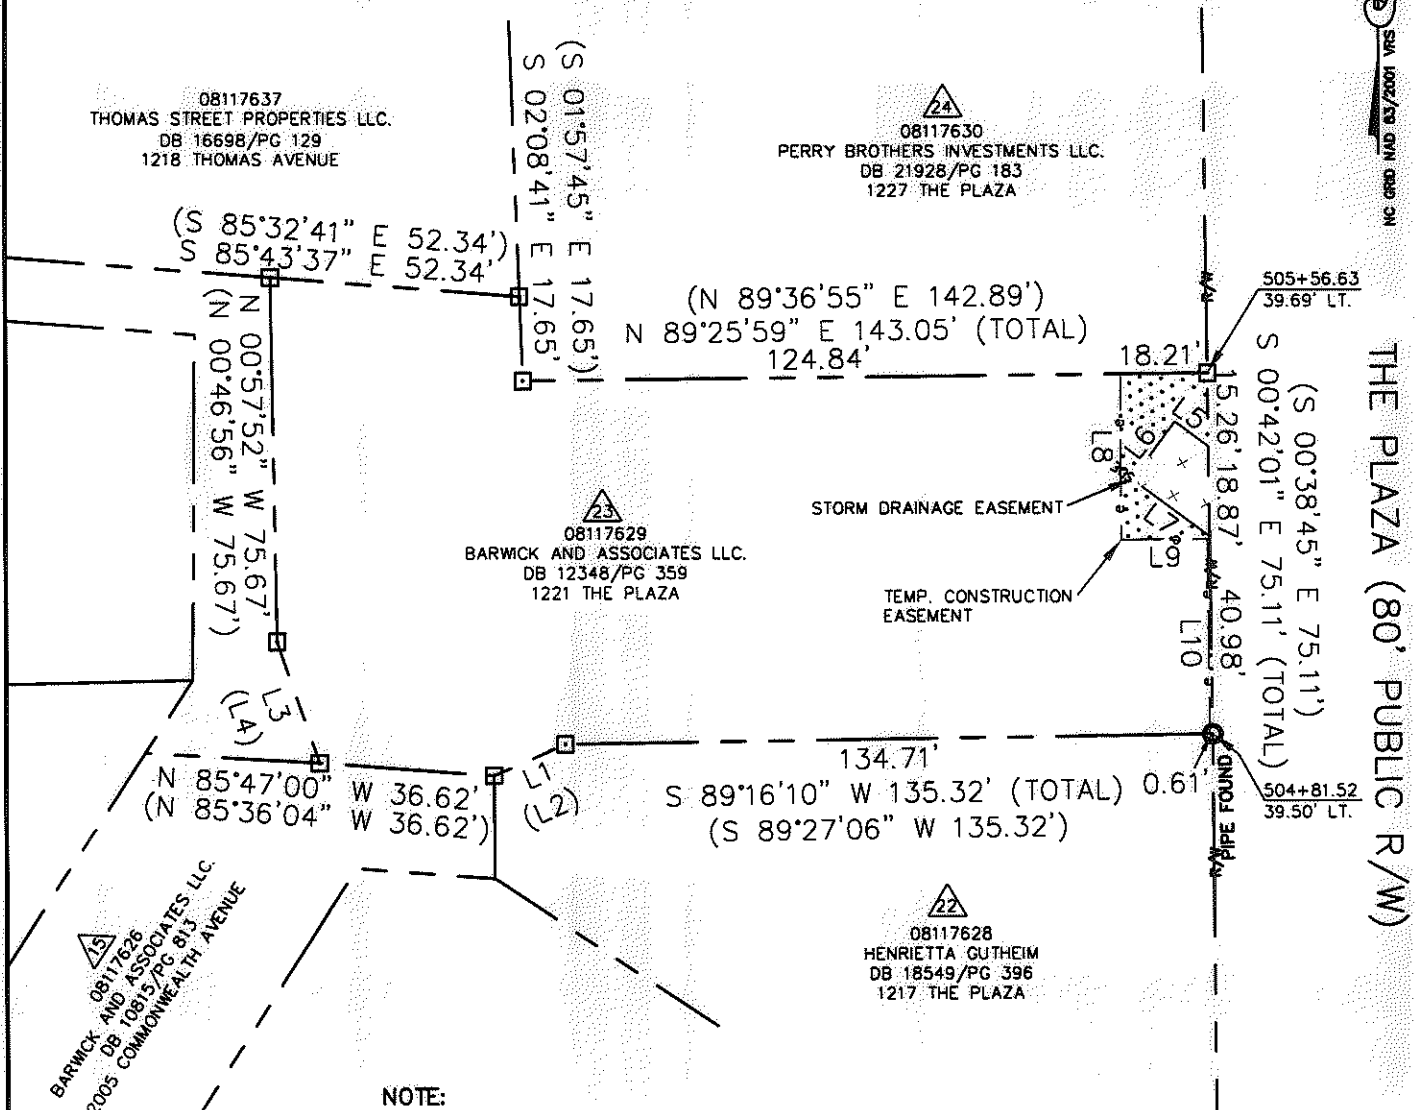 08117637
THOMAS STREET PROPERTIES LLC.
DB 16698/PG 129
1218 THOMAS AVENUE
(S 01°57'45" E 17.65')
S 02°08'41" E 17.65'
24
08117630
PERRY BROTHERS INVESTMENTS LLC.
DB 21928/PG 183
1227 THE PLAZA
NC GRID NAD 83/2001 VRS
(S 85°32'41" E 52.34')
S 85°43'37" E 52.34'
R/W
505+56.63
39.69' LT.
(N 89°36'55" E 142.89')
N 89°25'59" E 143.05' (TOTAL)
124.84'
18.21'
N 00°57'52" W 75.67'
(N 00°46'56" W 75.67')
THE PLAZA (80' PUBLIC R/W)
(S 00°38'45" E 75.11')
S 00°42'01" E 75.11' (TOTAL)
15.26'
18.87'
40.98'
L5
L6
L8
L7
L9
L10
R/W
STORM DRAINAGE EASEMENT
TEMP. CONSTRUCTION
EASEMENT
23
08117629
BARWICK AND ASSOCIATES LLC.
DB 12348/PG 359
1221 THE PLAZA
L3
(L4)
L1
(L2)
134.71'
S 89°16'10" W 135.32' (TOTAL)
(S 89°27'06" W 135.32')
0.61'
PIPE FOUND
R/W
504+81.52
39.50' LT.
N 85°47'00" W 36.62'
(N 85°36'04" W 36.62')
22
08117628
HENRIETTA GUTHEIM
DB 18549/PG 396
1217 THE PLAZA
15
08117626
BARWICK AND ASSOCIATES LLC.
DB 10815/PG 813
2005 COMMONWEALTH AVENUE
NOTE: